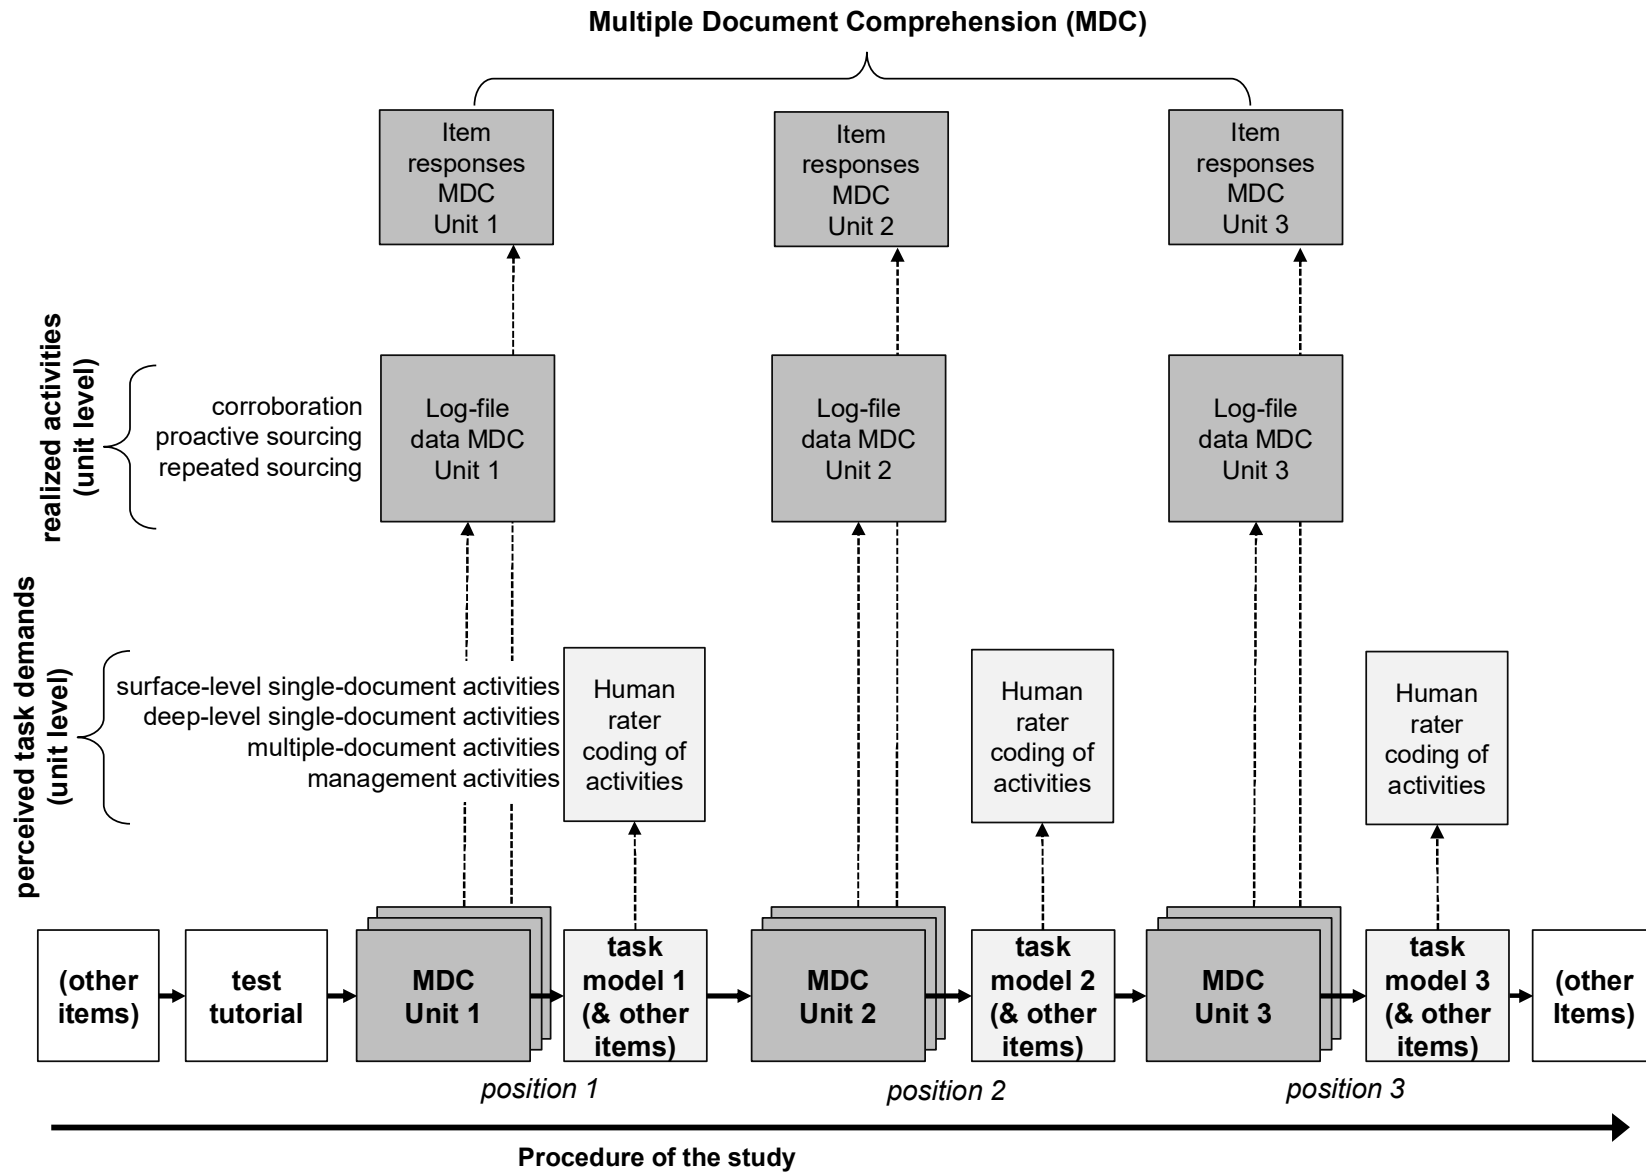 Multiple Document Comprehension (MDC)
Item
responses
MDC
Unit 1
Item
responses
MDC
Unit 2
Item
responses
MDC
Unit 3
realized activities
(unit level)
corroboration
proactive sourcing
repeated sourcing
Log-file
data MDC
Unit 1
Log-file
data MDC
Unit 2
Log-file
data MDC
Unit 3
perceived task demands
(unit level)
surface-level single-document activities
deep-level single-document activities
multiple-document activities
management activities
Human
rater
coding of
activities
Human
rater
coding of
activities
Human
rater
coding of
activities
(other
items)
test
tutorial
MDC
Unit 1
task
model 1
(& other
items)
MDC
Unit 2
task
model 2
(& other
items)
MDC
Unit 3
task
model 3
(& other
items)
(other
Items)
position 1
position 2
position 3
Procedure of the study